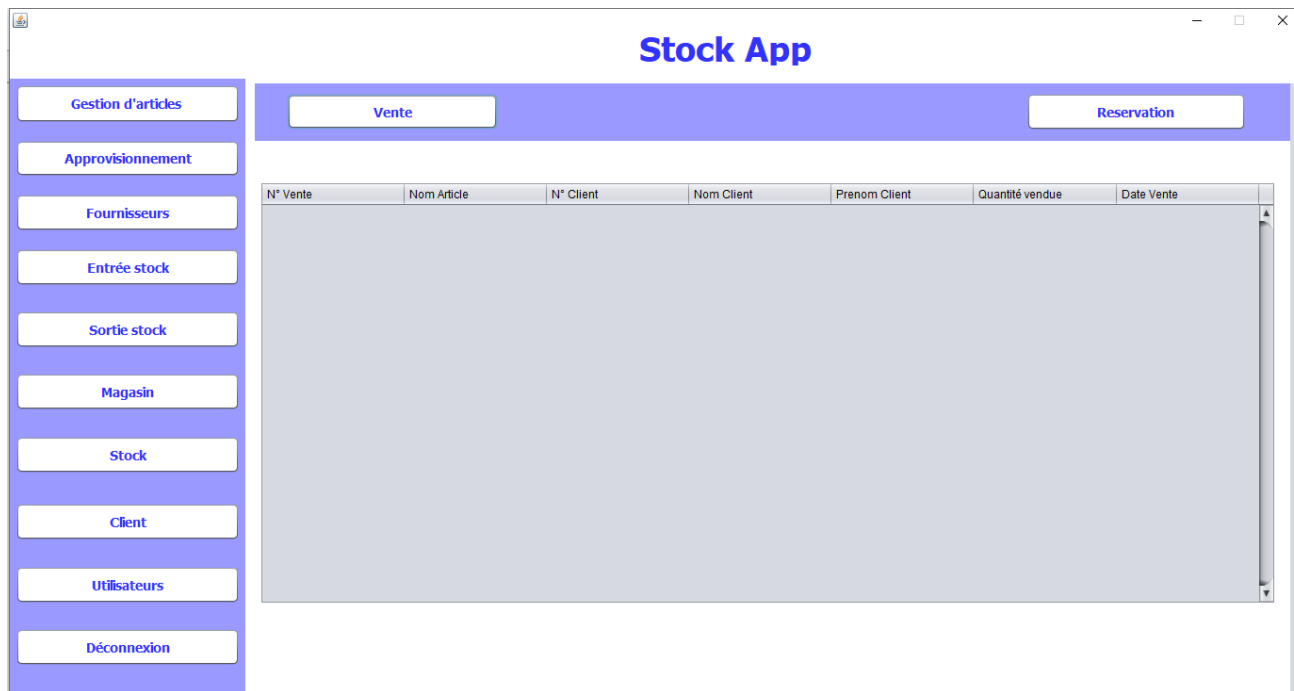 Stock App
Gestion d'articles
Approvisionnement
Fournisseurs
Entrée stock
Sortie stock
Magasin
Stock
Client
Utilisateurs
Déconnexion
Vente
Reservation
N° Vente Nom Article N° Client Nom Client Prenom Client Quantité vendue Date Vente